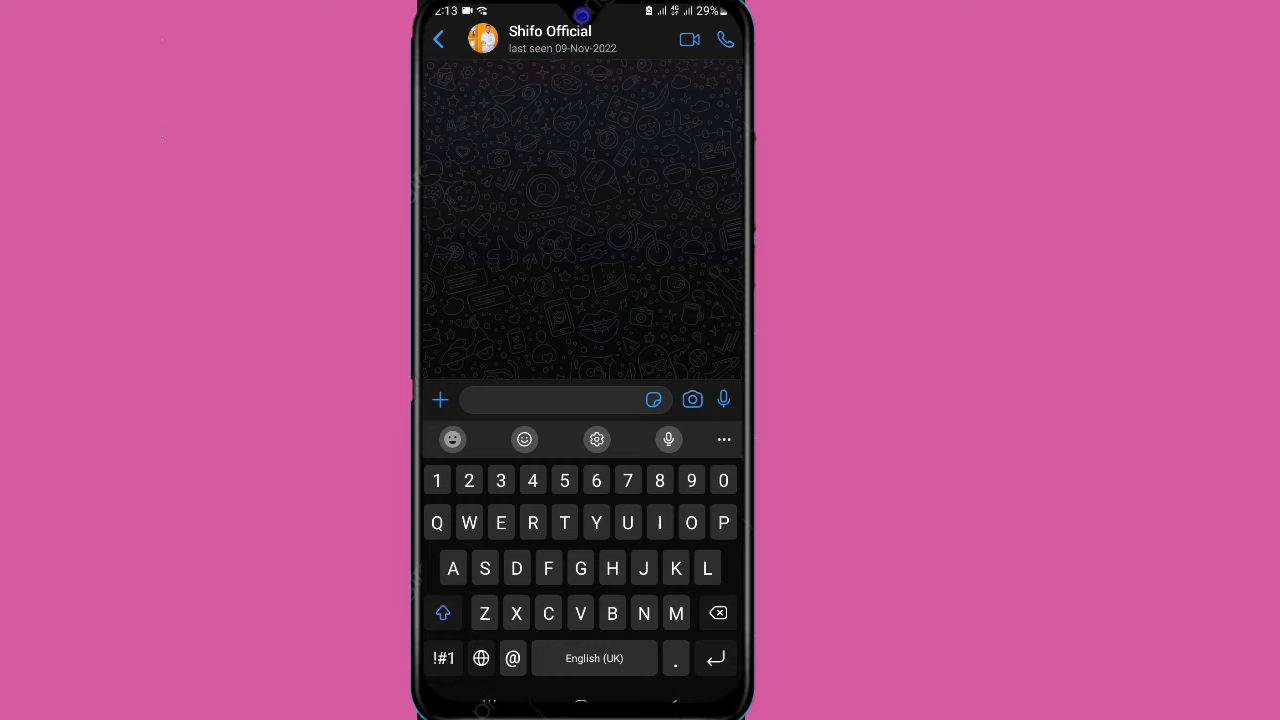 2:13 29%
Shifo Official
last seen 09-Nov-2022
24
1 2 3 4 5 6 7 8 9 0
Q W E R T Y U I O P
A S D F G H J K L
Z X C V B N M
!#1 @ English (UK) .